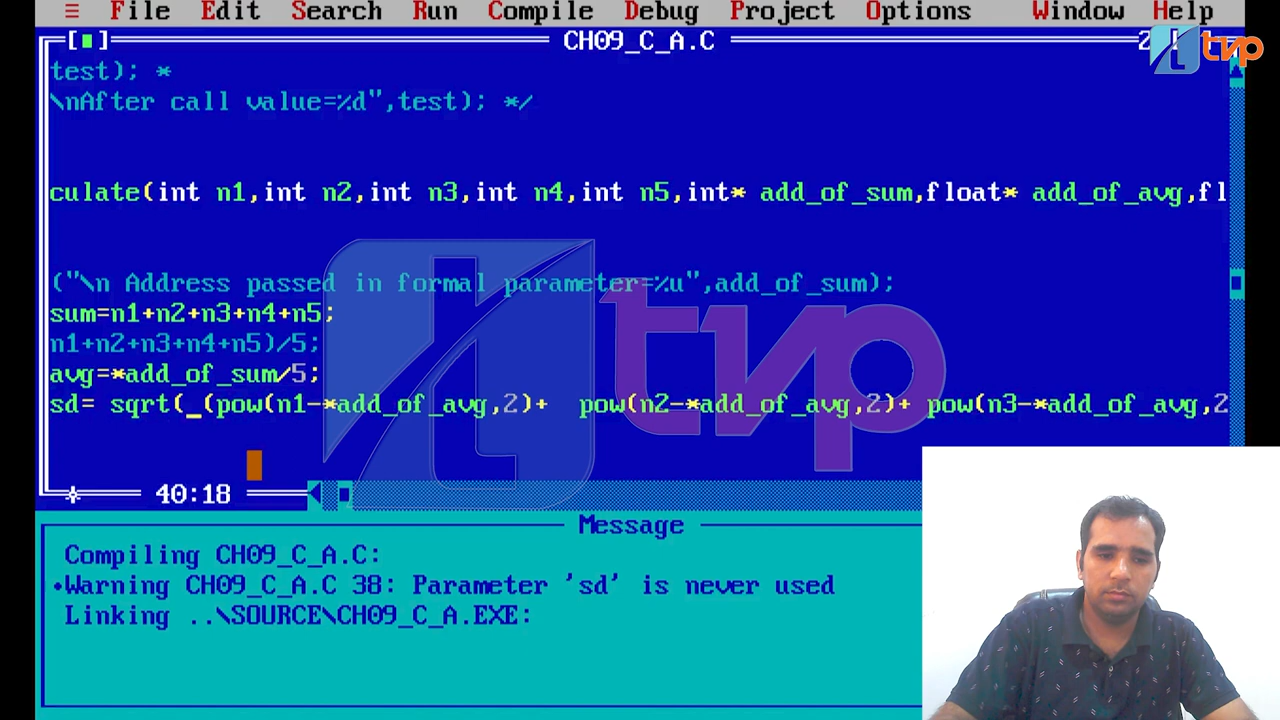 ≡ File Edit Search Run Compile Debug Project Options Window Help
[■] CH09_C_A.C
tvp
test); *
\nAfter call value=%d",test); */
culate(int n1,int n2,int n3,int n4,int n5,int* add_of_sum,float* add_of_avg,fl
("\n Address passed in formal parameter=%u",add_of_sum);
sum=n1+n2+n3+n4+n5;
n1+n2+n3+n4+n5)/5;
avg=*add_of_sum/5;
sd= sqrt(_(pow(n1-*add_of_avg,2)+ pow(n2-*add_of_avg,2)+ pow(n3-*add_of_avg,2
tvp
40:18
Message
Compiling CH09_C_A.C:
•Warning CH09_C_A.C 38: Parameter 'sd' is never used
Linking ..\SOURCE\CH09_C_A.EXE: